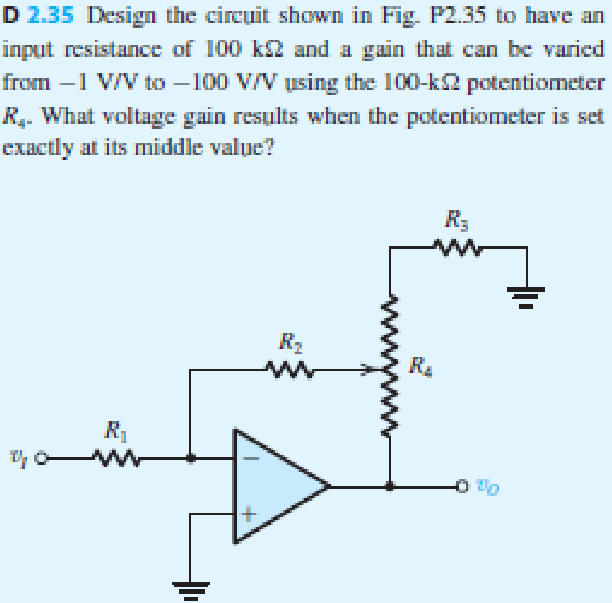 D 2.35 Design the circuit shown in Fig. P2.35 to have an
input resistance of 100 kΩ and a gain that can be varied
from −1 V/V to −100 V/V using the 100-kΩ potentiometer
R₄. What voltage gain results when the potentiometer is set
exactly at its middle value?
R₃
R₂
R₄
R₁
v_I
−
+
v_O